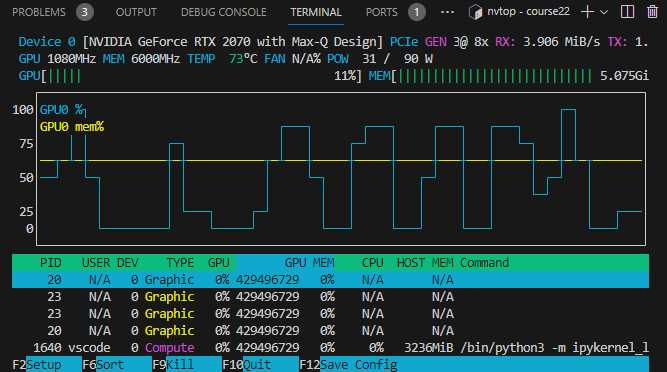 PROBLEMS 3 OUTPUT DEBUG CONSOLE TERMINAL PORTS 1 ··· nvtop - course22
Device 0 [NVIDIA GeForce RTX 2070 with Max-Q Design] PCIe GEN 3@ 8x RX: 3.906 MiB/s TX: 1.
GPU 1080MHz MEM 6000MHz TEMP 73°C FAN N/A% POW 31 / 90 W
GPU[||||| 11%] MEM[||||||||||||||||||||||||||| 5.075Gi
100 GPU0 %
GPU0 mem%
75
50
25
0
PID USER DEV TYPE GPU GPU MEM CPU HOST MEM Command
20 N/A 0 Graphic 0% 429496729 0% N/A N/A
23 N/A 0 Graphic 0% 429496729 0% N/A N/A
23 N/A 0 Graphic 0% 429496729 0% N/A N/A
20 N/A 0 Graphic 0% 429496729 0% N/A N/A
1640 vscode 0 Compute 0% 429496729 0% 0% 3236MiB /bin/python3 -m ipykernel_l
F2Setup F6Sort F9Kill F10Quit F12Save Config